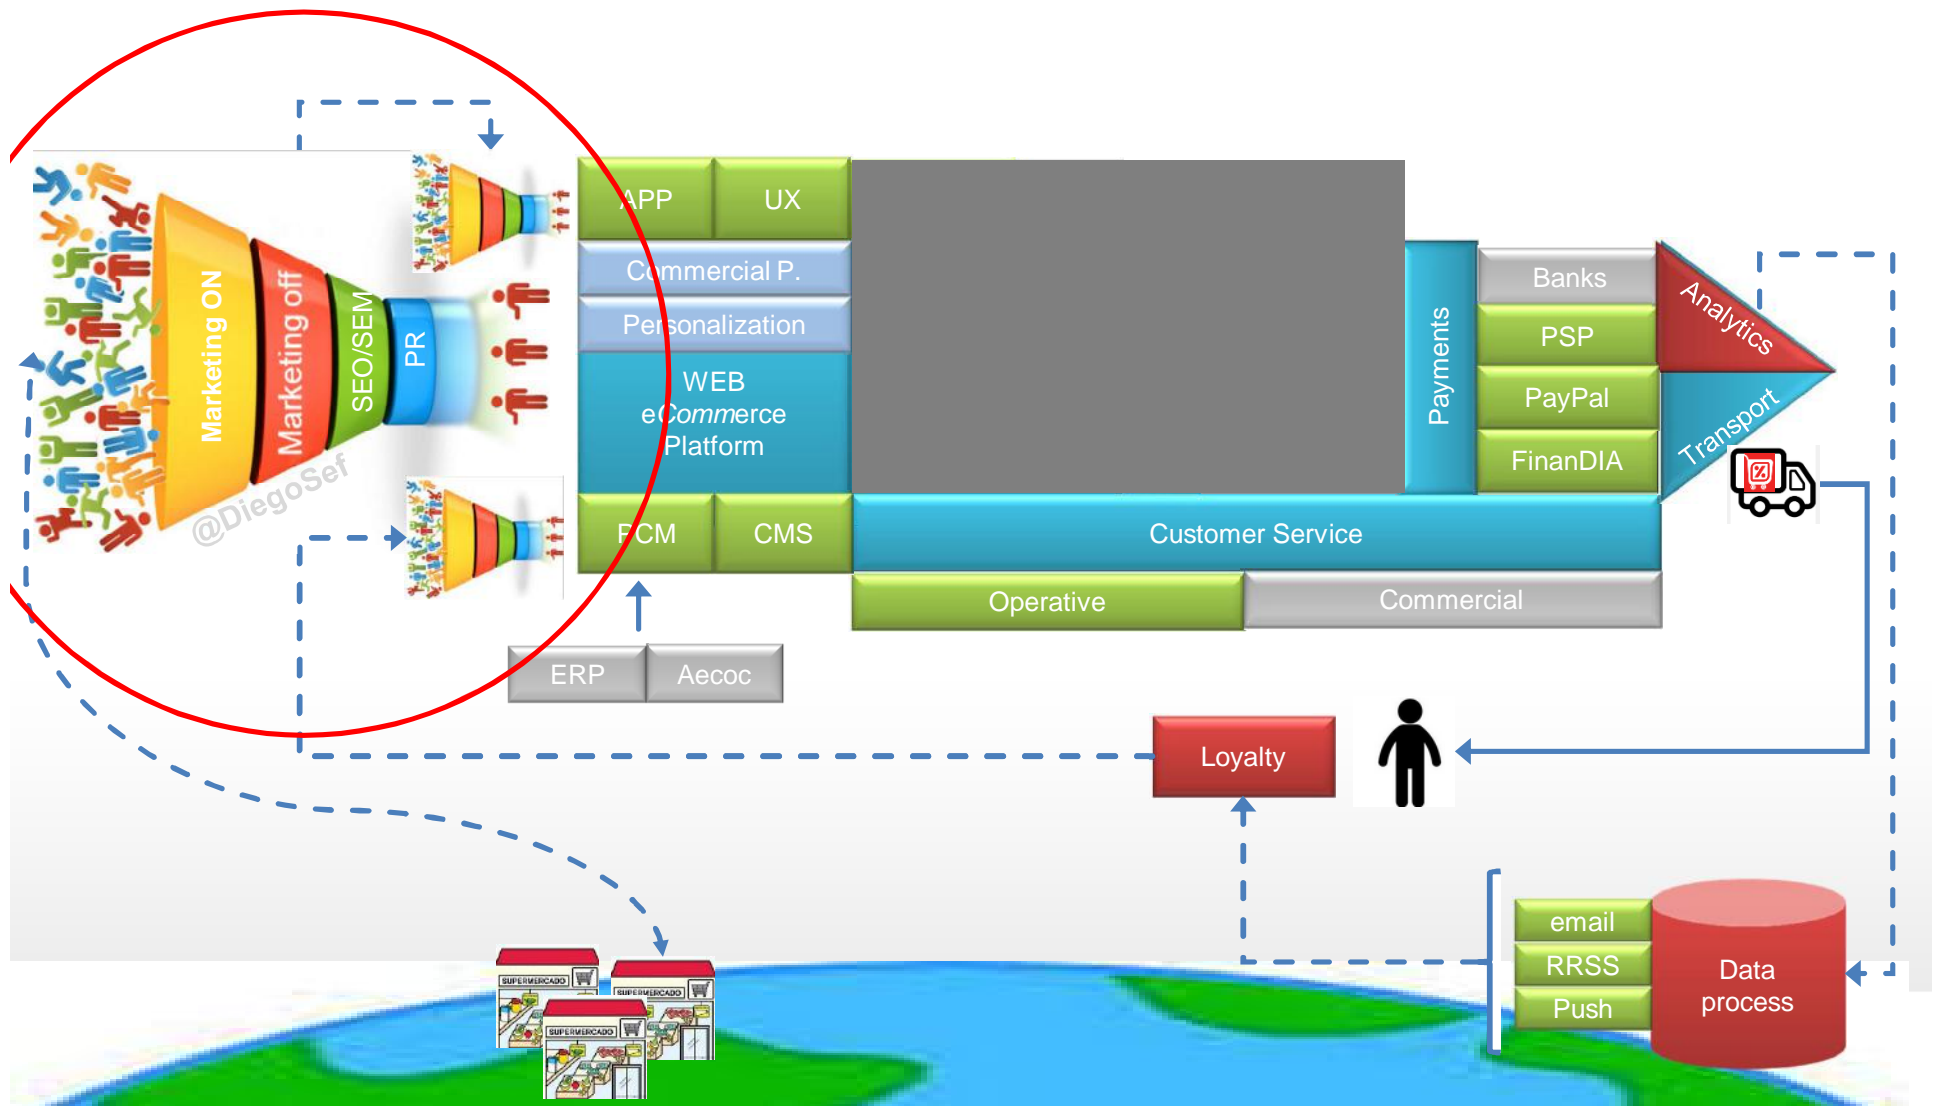 Marketing ON
Marketing off
SEO/SEM
PR
@DiegoSef
APP
UX
Commercial P.
Personalization
WEB
eCommerce
Platform
PCM
CMS
ERP
Aecoc
Payments
Banks
PSP
PayPal
FinanDIA
Analytics
Transport
%
Customer Service
Operative
Commercial
Loyalty
email
RRSS
Push
Data
process
SUPERMERCADO
SUPERMERCADO
SUPERMERCADO